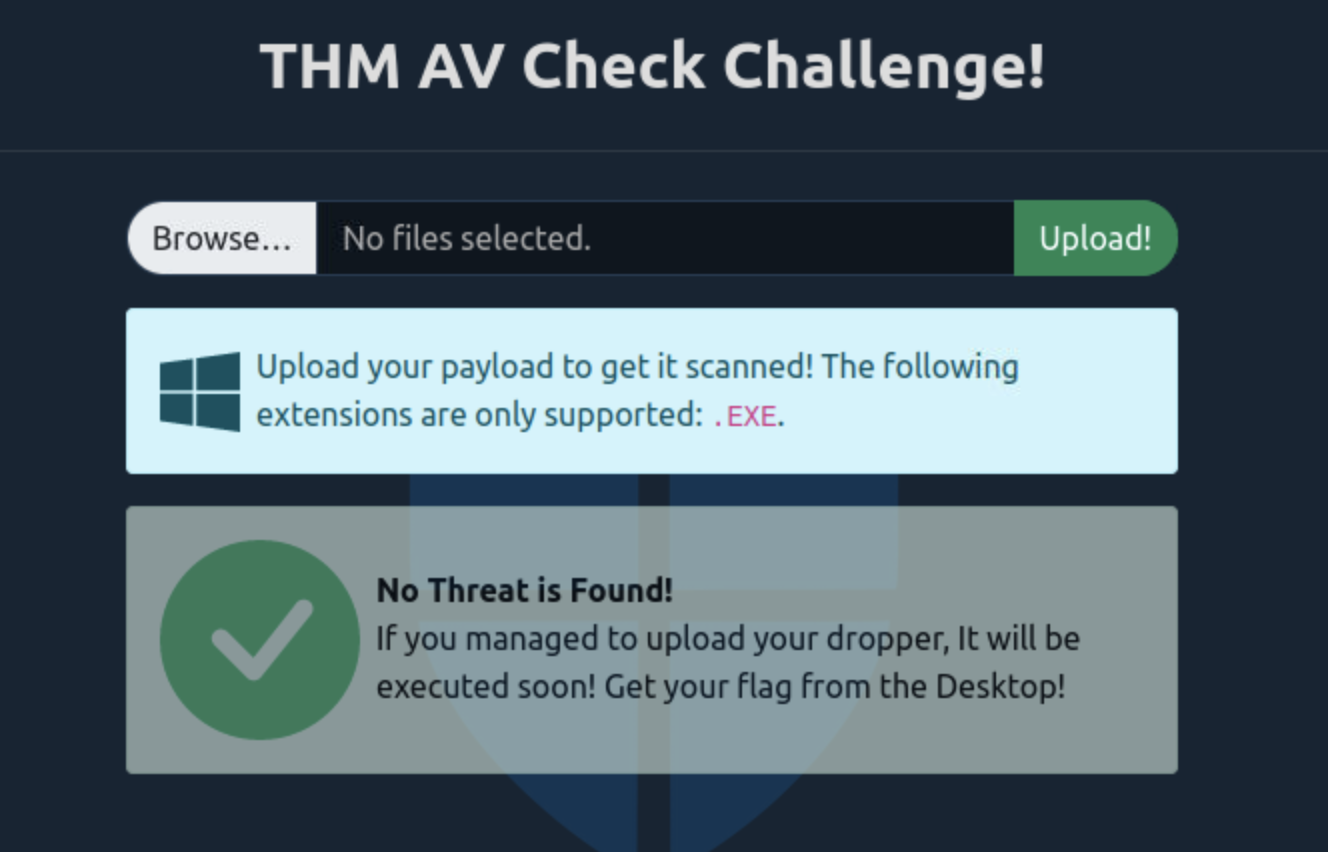 THM AV Check Challenge!
Browse... No files selected. Upload!
Upload your payload to get it scanned! The following
extensions are only supported: .EXE.
No Threat is Found!
If you managed to upload your dropper, It will be
executed soon! Get your flag from the Desktop!